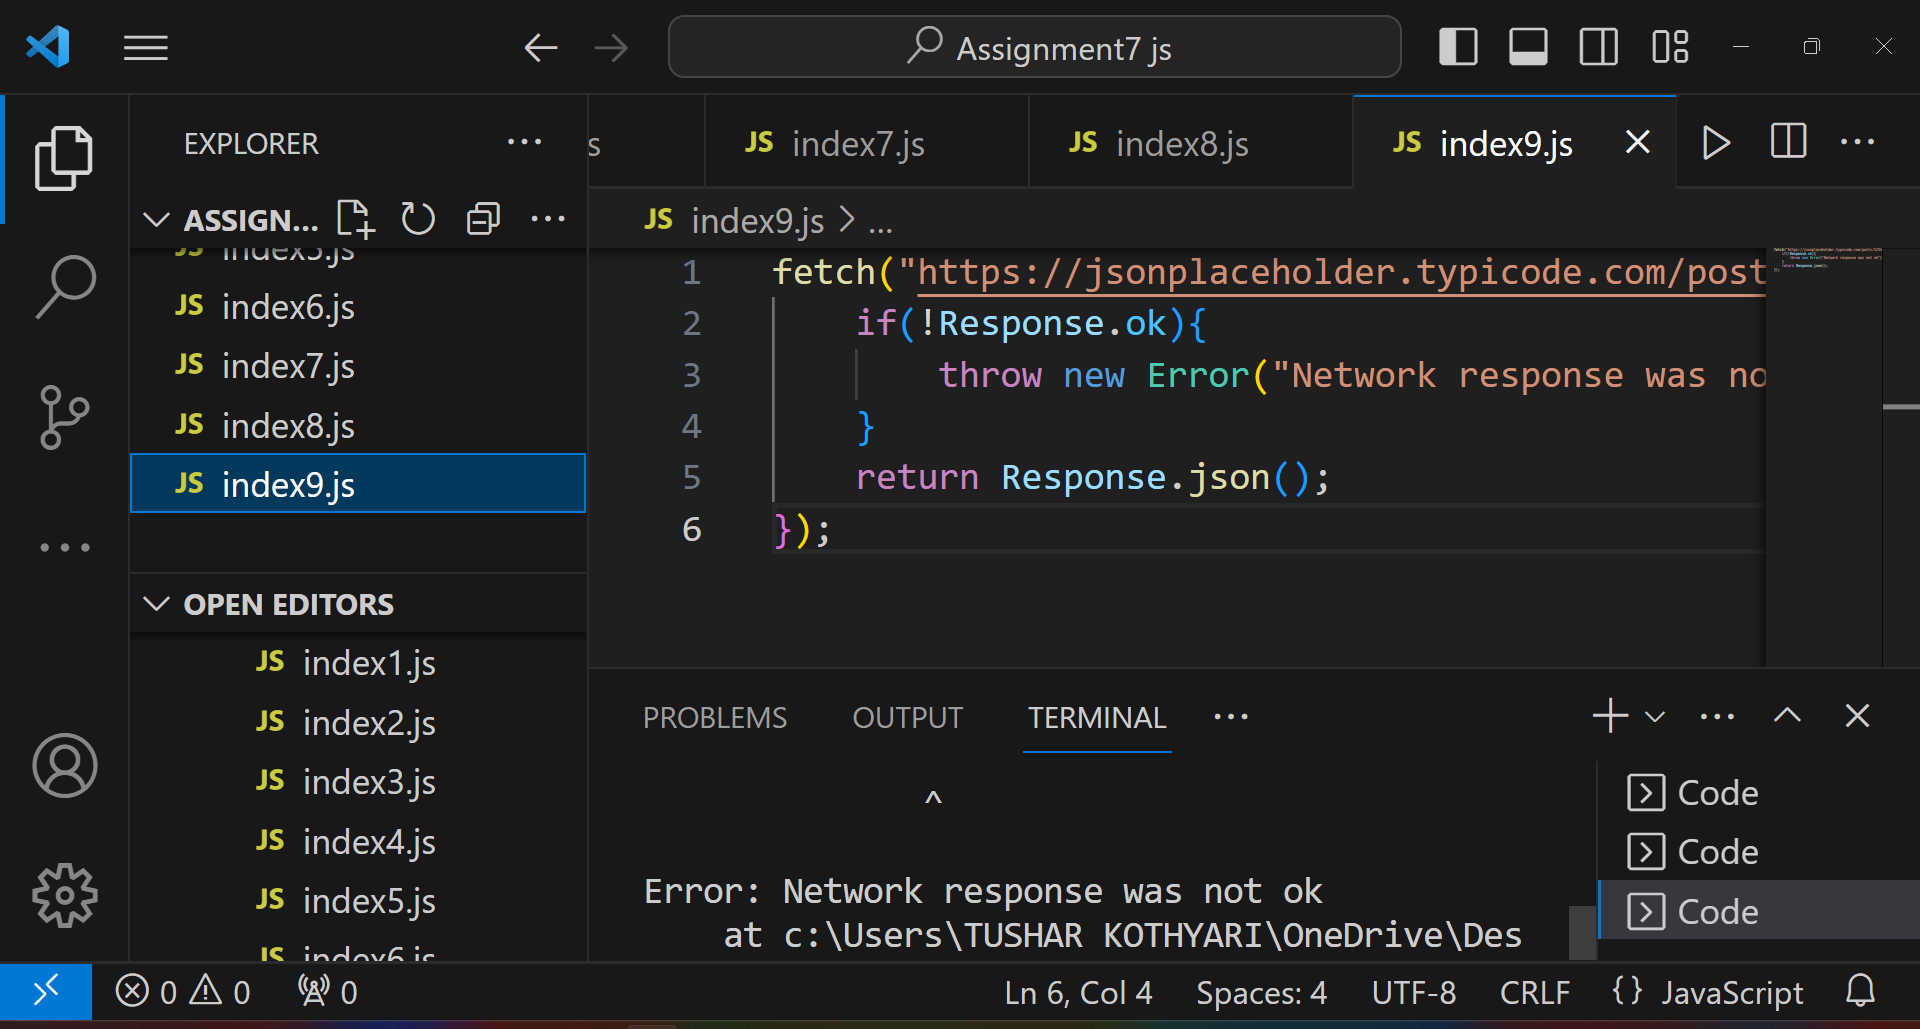 Assignment7 js
EXPLORER
s
JS index7.js
JS index8.js
JS index9.js
ASSIGN...
JS index9.js > ...
JS index5.js
JS index6.js
JS index7.js
JS index8.js
JS index9.js
OPEN EDITORS
JS index1.js
JS index2.js
JS index3.js
JS index4.js
JS index5.js
JS index6.js
1 fetch("https://jsonplaceholder.typicode.com/post
2 if(!Response.ok){
3 throw new Error("Network response was no
4 }
5 return Response.json();
6 });
PROBLEMS OUTPUT TERMINAL
^
Error: Network response was not ok
at c:\Users\TUSHAR KOTHYARI\OneDrive\Des
Code
Code
Code
0 0 0
Ln 6, Col 4 Spaces: 4 UTF-8 CRLF {} JavaScript